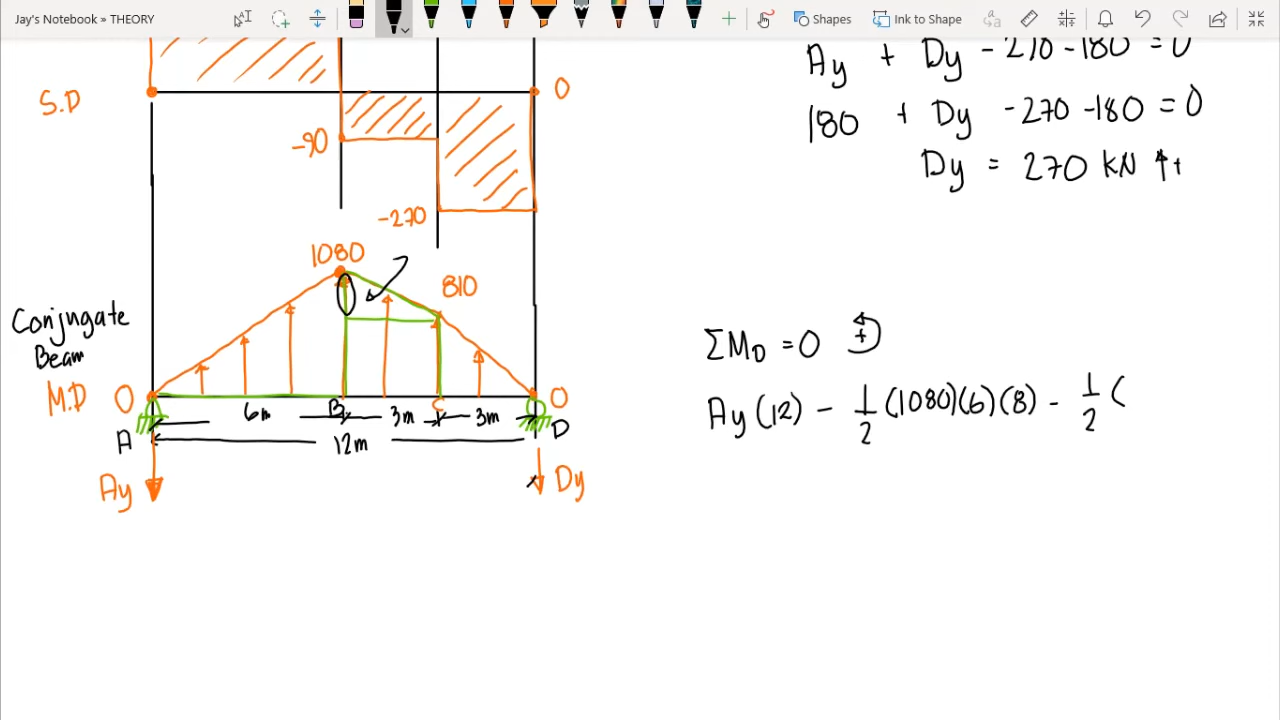 Jay's Notebook » THEORY
Shapes
Ink to Shape
Ay + Dy - 270 - 180 = 0
S.D
0
180 + Dy - 270 - 180 = 0
-90
Dy = 270 kN ↑+
-270
1080
810
Conjugate
Beam
ΣM_D = 0
M.D
0
0
6m
B
3m
C
3m
Ay (12) - 1/2 (1080)(6)(8) - 1/2 (
A
12m
D
Ay
Dy